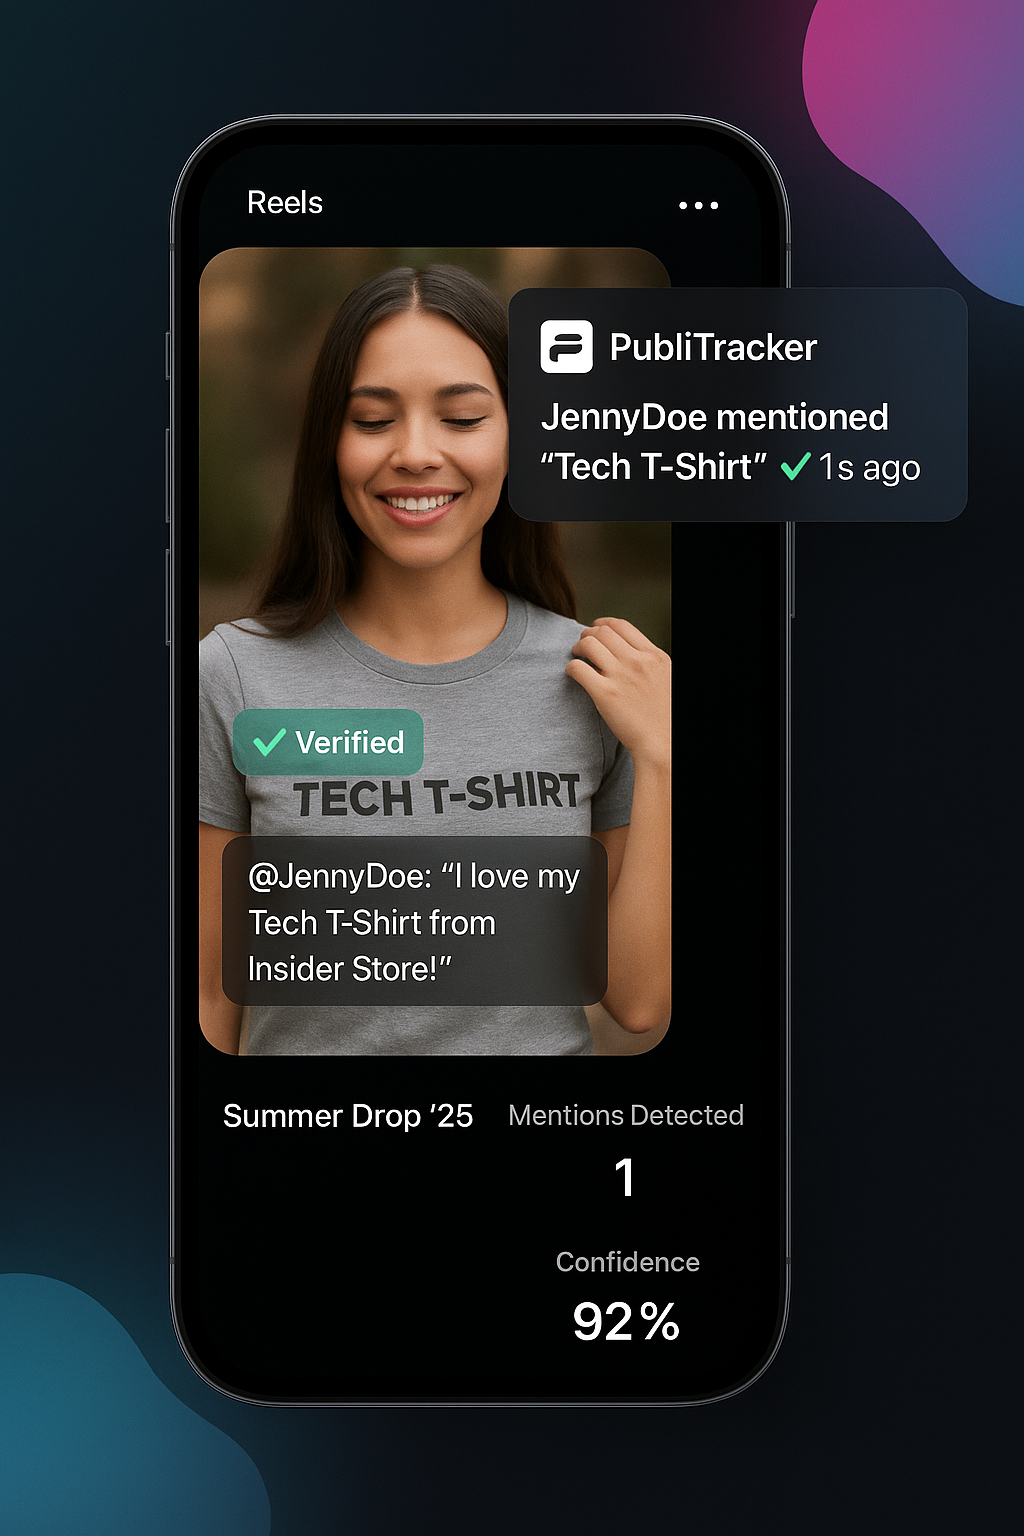 Reels
PubliTracker
JennyDoe mentioned
“Tech T-Shirt” ✓ 1s ago
✓ Verified
TECH T-SHIRT
@JennyDoe: “I love my
Tech T-Shirt from
Insider Store!”
Summer Drop ’25
Mentions Detected
1
Confidence
92%